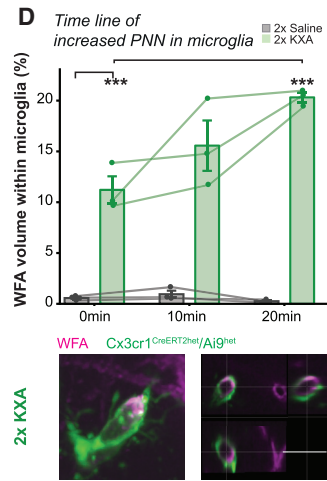 D
Time line of
increased PNN in microglia
2x Saline
2x KXA
WFA volume within microglia (%)
20
15
10
5
0
***
***
0min
10min
20min
WFA Cx3cr1CreERT2het/Ai9het
2x KXA